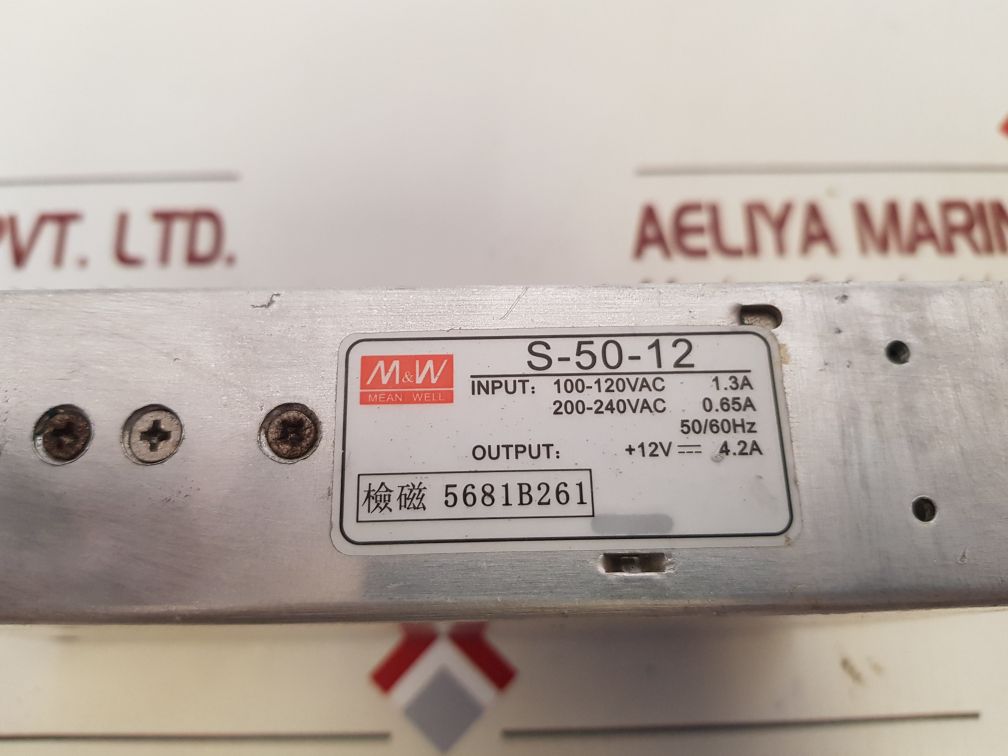 PVT. LTD.
AELIYA MARIN
M&W
MEAN WELL
S-50-12
INPUT: 100-120VAC 1.3A
200-240VAC 0.65A
50/60Hz
OUTPUT: +12V⎓ 4.2A
檢磁 5681B261